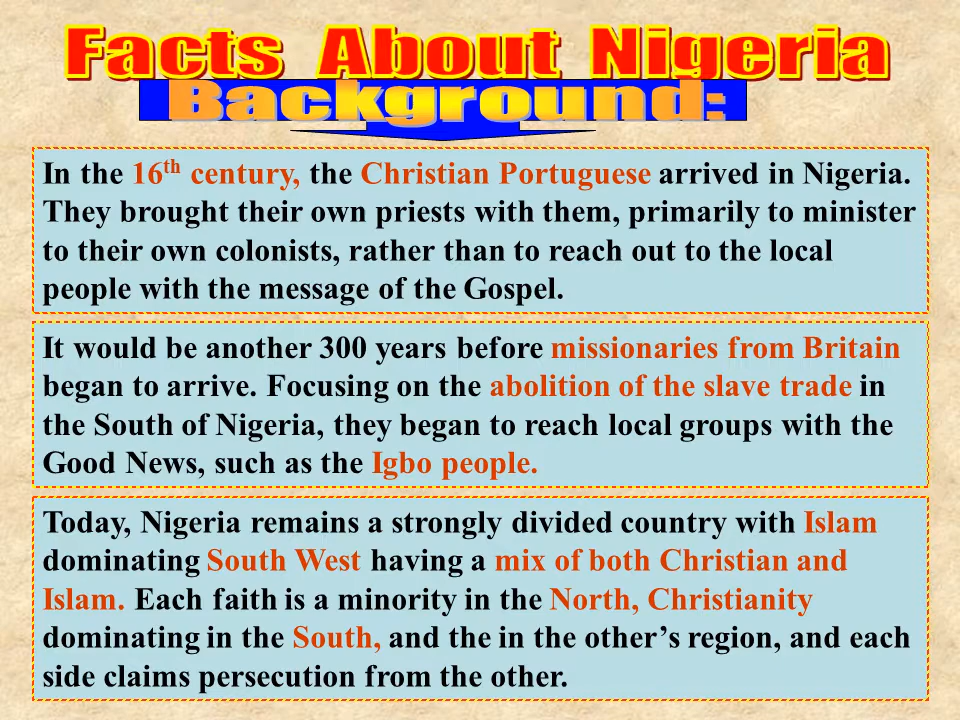 Facts About Nigeria
Background:
In the 16th century, the Christian Portuguese arrived in Nigeria.
They brought their own priests with them, primarily to minister
to their own colonists, rather than to reach out to the local
people with the message of the Gospel.
It would be another 300 years before missionaries from Britain
began to arrive. Focusing on the abolition of the slave trade in
the South of Nigeria, they began to reach local groups with the
Good News, such as the Igbo people.
Today, Nigeria remains a strongly divided country with Islam
dominating South West having a mix of both Christian and
Islam. Each faith is a minority in the North, Christianity
dominating in the South, and the in the other’s region, and each
side claims persecution from the other.